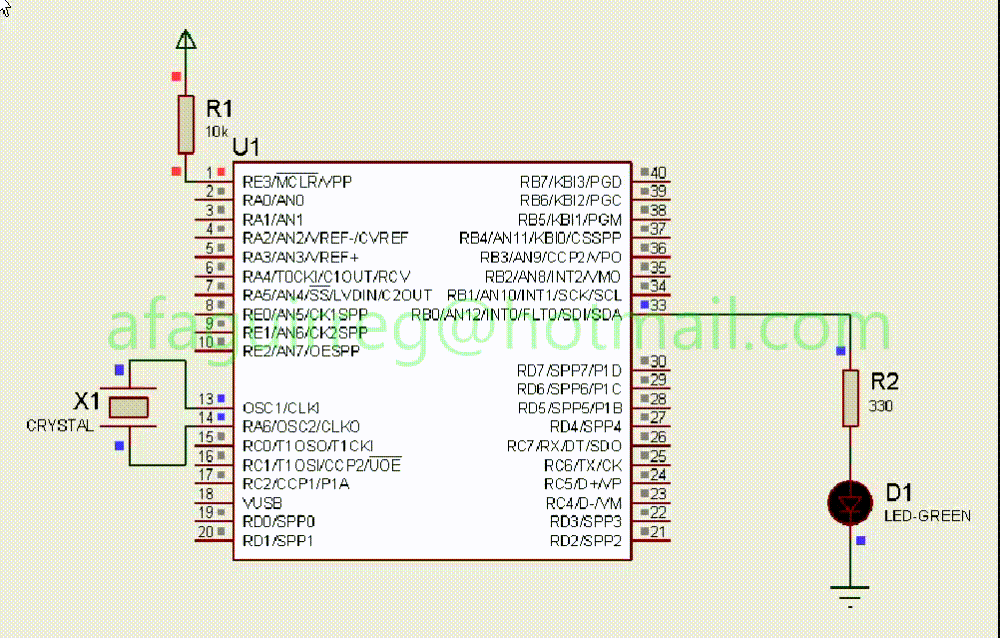 R1
10k
U1
1 RE3/MCLR/VPP
2 RA0/AN0
3 RA1/AN1
4 RA2/AN2/VREF-/CVREF
5 RA3/AN3/VREF+
6 RA4/T0CKI/C1OUT/RCV
7 RA5/AN4/SS/LVDIN/C2OUT
8 RE0/AN5/CK1SPP
9 RE1/AN6/CK2SPP
10 RE2/AN7/OESPP
13 OSC1/CLKI
14 RA6/OSC2/CLKO
15 RC0/T1OSO/T1CKI
16 RC1/T1OSI/CCP2/UOE
17 RC2/CCP1/P1A
18 VUSB
19 RD0/SPP0
20 RD1/SPP1
RB7/KBI3/PGD 40
RB6/KBI2/PGC 39
RB5/KBI1/PGM 38
RB4/AN11/KBI0/CSSPP 37
RB3/AN9/CCP2/VPO 36
RB2/AN8/INT2/VMO 35
RB1/AN10/INT1/SCK/SCL 34
RB0/AN12/INT0/FLT0/SDI/SDA 33
RD7/SPP7/P1D 30
RD6/SPP6/P1C 29
RD5/SPP5/P1B 28
RD4/SPP4 27
RC7/RX/DT/SDO 26
RC6/TX/CK 25
RC5/D+/VP 24
RC4/D-/VM 23
RD3/SPP3 22
RD2/SPP2 21
X1
CRYSTAL
R2
330
D1
LED-GREEN
afaguirreg@hotmail.com